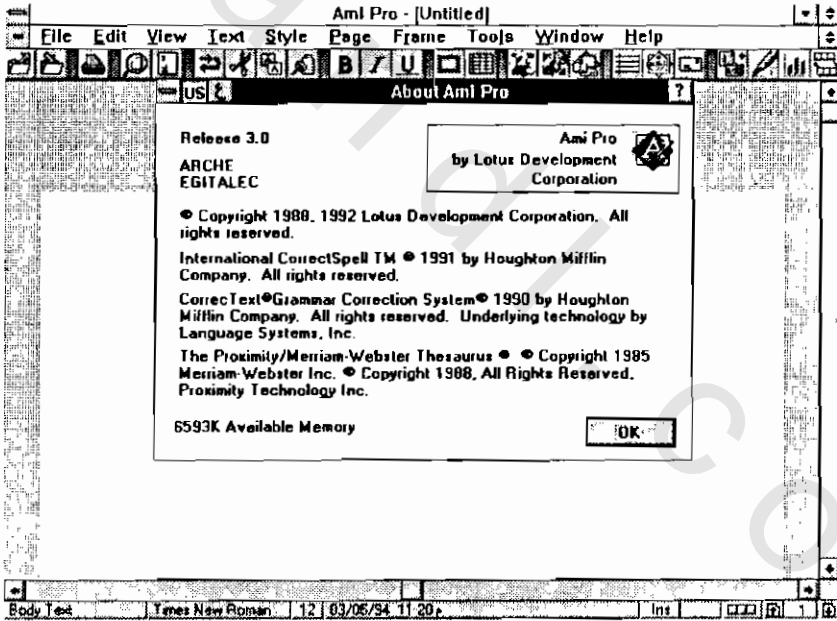 Ami Pro - [Untitled]
File Edit View Text Style Page Frame Tools Window Help
B I U
US ع About Ami Pro ?
Release 3.0
ARCHE
EGITALEC
Ami Pro
by Lotus Development
Corporation
© Copyright 1988, 1992 Lotus Development Corporation. All
rights reserved.
International CorrectSpell TM © 1991 by Houghton Mifflin
Company. All rights reserved.
CorrecText®Grammar Correction System© 1990 by Houghton
Mifflin Company. All rights reserved. Underlying technology by
Language Systems, Inc.
The Proximity/Merriam-Webster Thesaurus ® © Copyright 1985
Merriam-Webster Inc. © Copyright 1988, All Rights Reserved,
Proximity Technology Inc.
6593K Available Memory
OK
Body Text Times New Roman 12 03/06/94 11:20 Ins 1